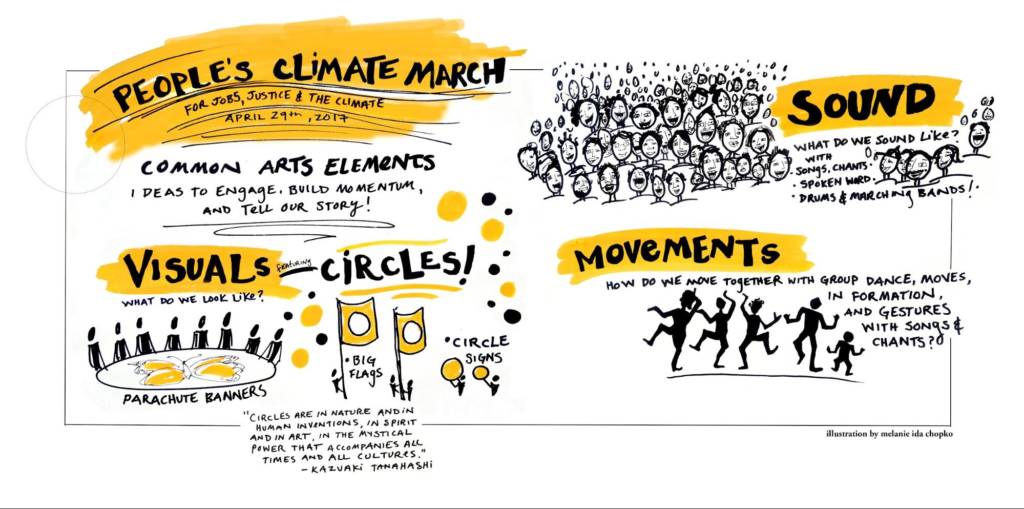 PEOPLE'S CLIMATE MARCH
FOR JOBS, JUSTICE & THE CLIMATE
APRIL 29TH, 2017
COMMON ARTS ELEMENTS
IDEAS TO ENGAGE, BUILD MOMENTUM,
AND TELL OUR STORY!
VISUALS FEATURING CIRCLES!
WHAT DO WE LOOK LIKE?
PARACHUTE BANNERS
• BIG
FLAGS
• CIRCLE
SIGNS
"CIRCLES ARE IN NATURE AND IN
HUMAN INVENTIONS, IN SPIRIT
AND IN ART, IN THE MYSTICAL
POWER THAT ACCOMPANIES ALL
TIMES AND ALL CULTURES."
- KAZUAKI TANAHASHI
SOUND
WHAT DO WE SOUND LIKE?
WITH
• SONGS, CHANTS
• SPOKEN WORD
• DRUMS & MARCHING BANDS!
MOVEMENTS
HOW DO WE MOVE TOGETHER WITH GROUP DANCE, MOVES,
IN FORMATION,
AND GESTURES
WITH SONGS &
CHANTS?
illustration by melanie ida chopko